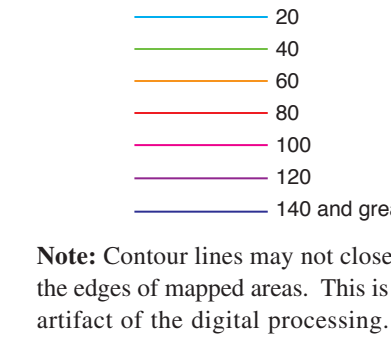 20
40
60
80
100
120
140 and
Note: Contour lines may not close
the edges of mapped areas. This is
artifact of the digital processing.